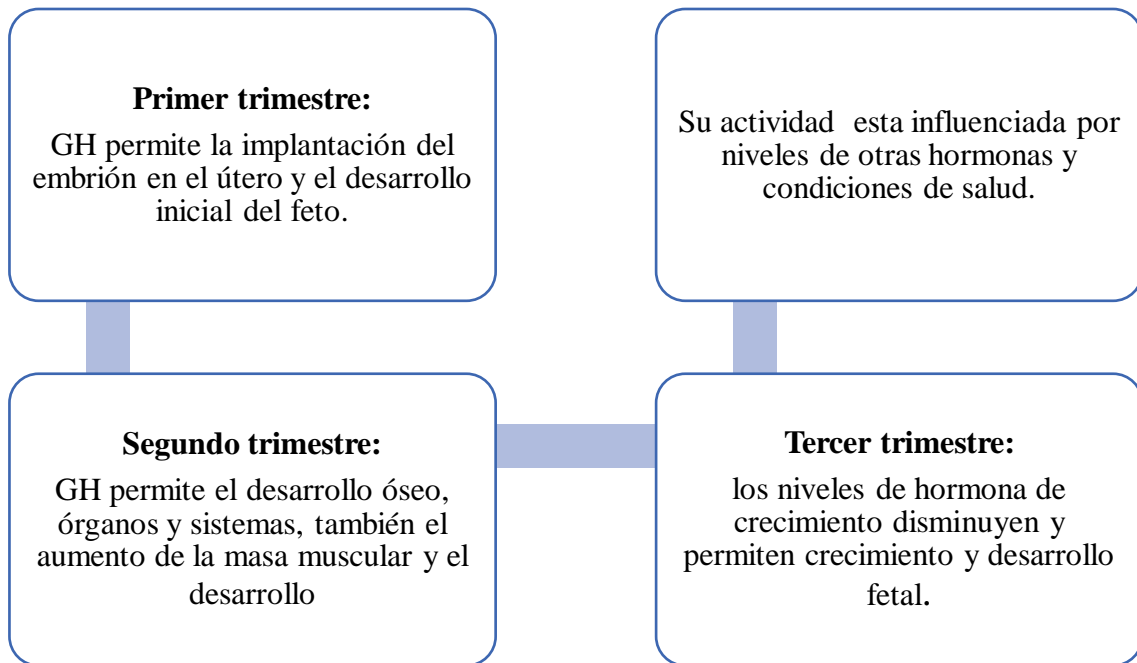 Primer trimestre:
GH permite la implantación del
embrión en el útero y el desarrollo
inicial del feto.
Segundo trimestre:
GH permite el desarrollo óseo,
órganos y sistemas, también el
aumento de la masa muscular y el
desarrollo
Tercer trimestre:
los niveles de hormona de
crecimiento disminuyen y
permiten crecimiento y desarrollo
fetal.
Su actividad esta influenciada por
niveles de otras hormonas y
condiciones de salud.